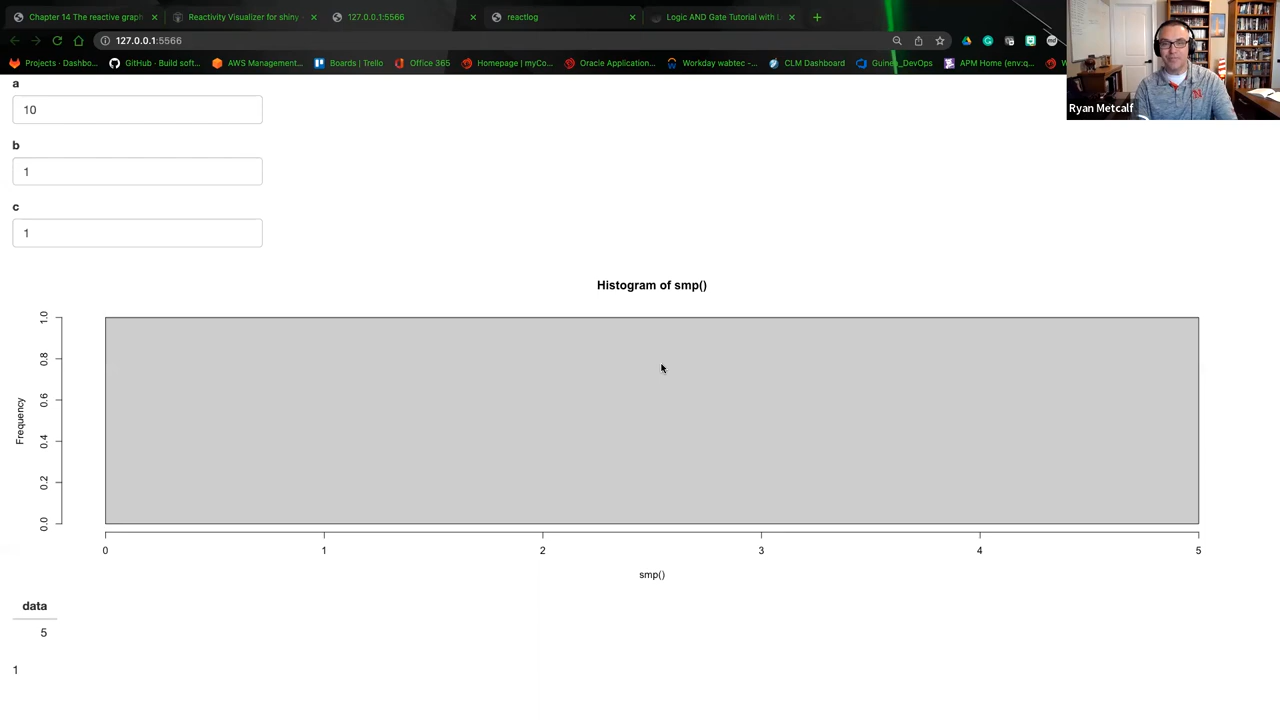 Chapter 14 The reactive graph
Reactivity Visualizer for shiny
127.0.0.1:5566
reactlog
Logic AND Gate Tutorial with
127.0.0.1:5566
Projects · Dashbo...
GitHub · Build soft...
AWS Management...
Boards | Trello
Office 365
Homepage | myCo...
Oracle Application...
Workday wabtec -...
CLM Dashboard
DevOps
APM Home (env:q...
Ryan Metcalf
a
10
b
1
c
1
Histogram of smp()
Frequency
0.0 0.2 0.4 0.6 0.8 1.0
0 1 2 3 4 5
smp()
data
5
1